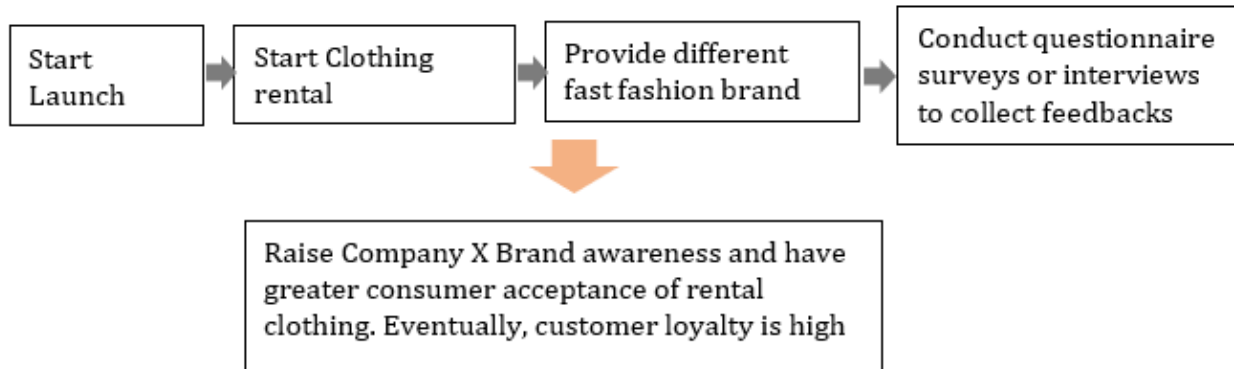 Start
Launch
Start Clothing
rental
Provide different
fast fashion brand
Conduct questionnaire
surveys or interviews
to collect feedbacks
Raise Company X Brand awareness and have
greater consumer acceptance of rental
clothing. Eventually, customer loyalty is high